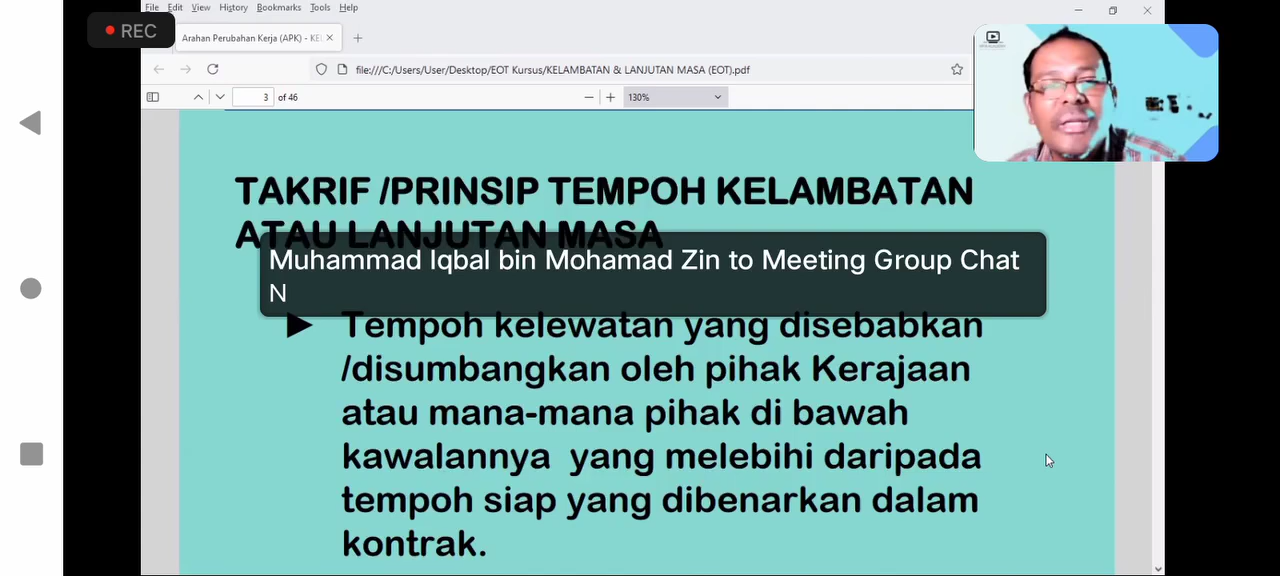 File Edit View History Bookmarks Tools Help
REC
Arahan Perubahan Kerja (APK) - KEL
file:///C:/Users/User/Desktop/EOT Kursus/KELAMBATAN & LANJUTAN MASA (EOT).pdf
3 of 46
130%
TAKRIF /PRINSIP TEMPOH KELAMBATAN
ATAU LANJUTAN MASA
Muhammad Iqbal bin Mohamad Zin to Meeting Group Chat
N
Tempoh kelewatan yang disebabkan
/disumbangkan oleh pihak Kerajaan
atau mana-mana pihak di bawah
kawalannya yang melebihi daripada
tempoh siap yang dibenarkan dalam
kontrak.